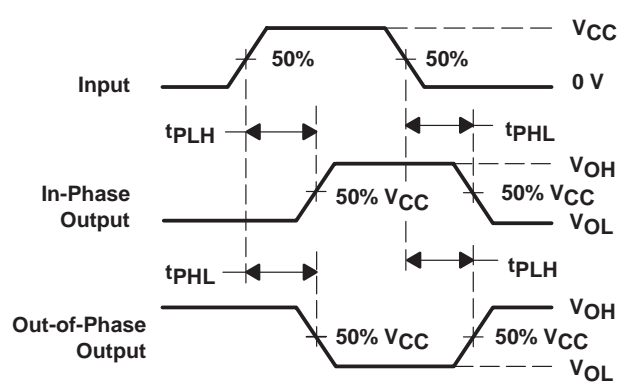 VCC
50%
50%
Input
0 V
tPLH
tPHL
VOH
In-Phase
Output
50% VCC
50% VCC
VOL
tPHL
tPLH
VOH
Out-of-Phase
Output
50% VCC
50% VCC
VOL